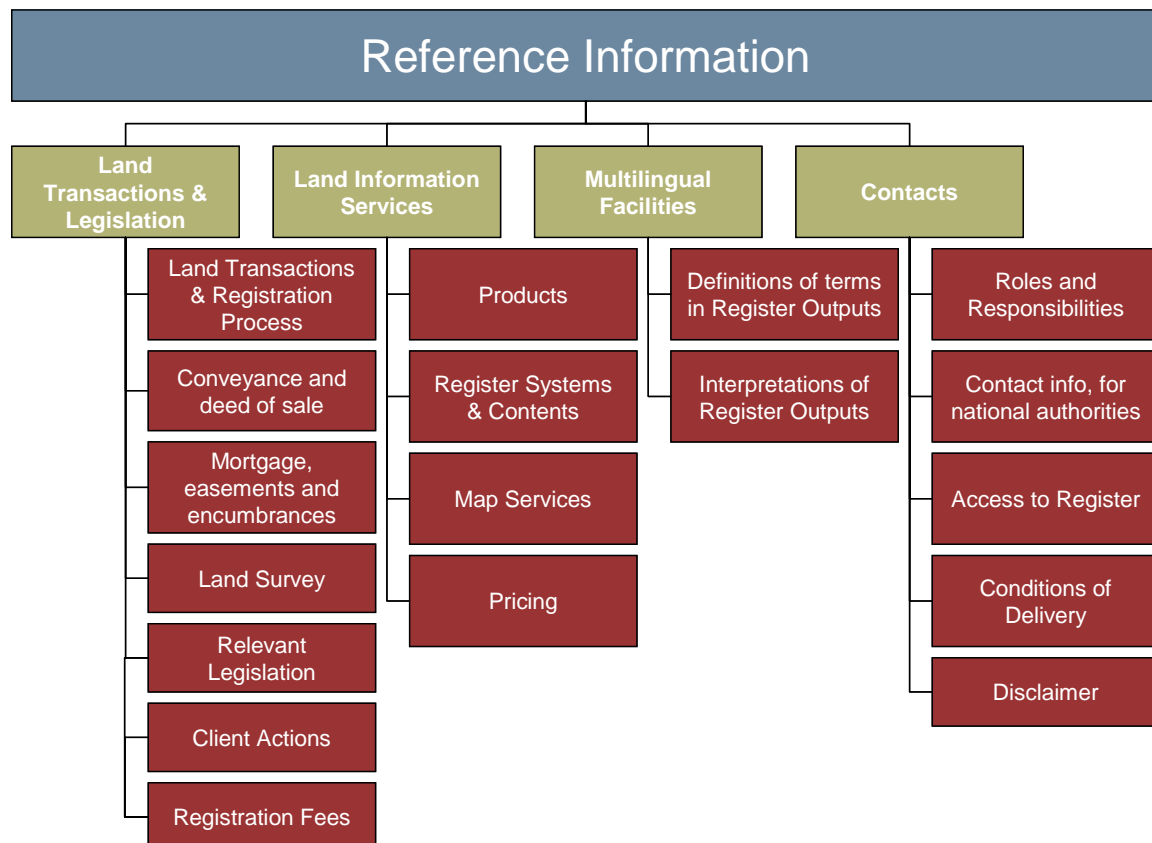 Reference Information
Land
Transactions &
Legislation
Land Transactions
& Registration
Process
Conveyance and
deed of sale
Mortgage,
easements and
encumbrances
Land Survey
Relevant
Legislation
Client Actions
Registration Fees
Land Information
Services
Products
Register Systems
& Contents
Map Services
Pricing
Multilingual
Facilities
Definitions of terms
in Register Outputs
Interpretations of
Register Outputs
Contacts
Roles and
Responsibilities
Contact info, for
national authorities
Access to Register
Conditions of
Delivery
Disclaimer